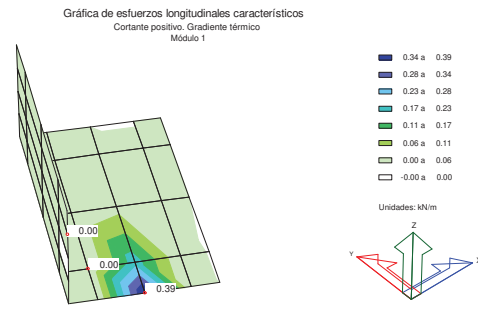 Gráfica de esfuerzos longitudinales característicos
Cortante positivo. Gradiente térmico
Módulo 1
0.34 a 0.39
0.28 a 0.34
0.23 a 0.28
0.17 a 0.23
0.11 a 0.17
0.06 a 0.11
0.00 a 0.06
-0.00 a 0.00
Unidades: kN/m
0.00
0.00
0.39
Z
Y
X